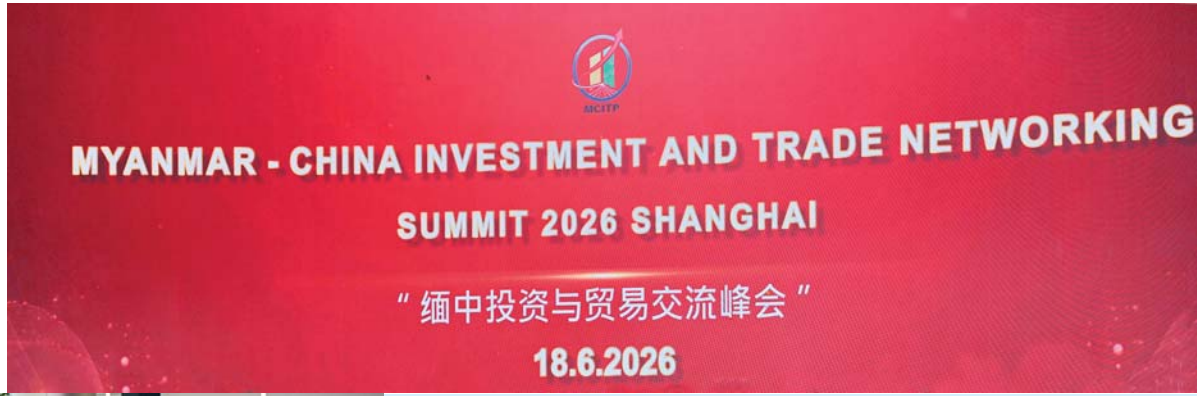 MCITP
MYANMAR - CHINA INVESTMENT AND TRADE NETWORKING
SUMMIT 2026 SHANGHAI
“ 缅中投资与贸易交流峰会 ”
18.6.2026